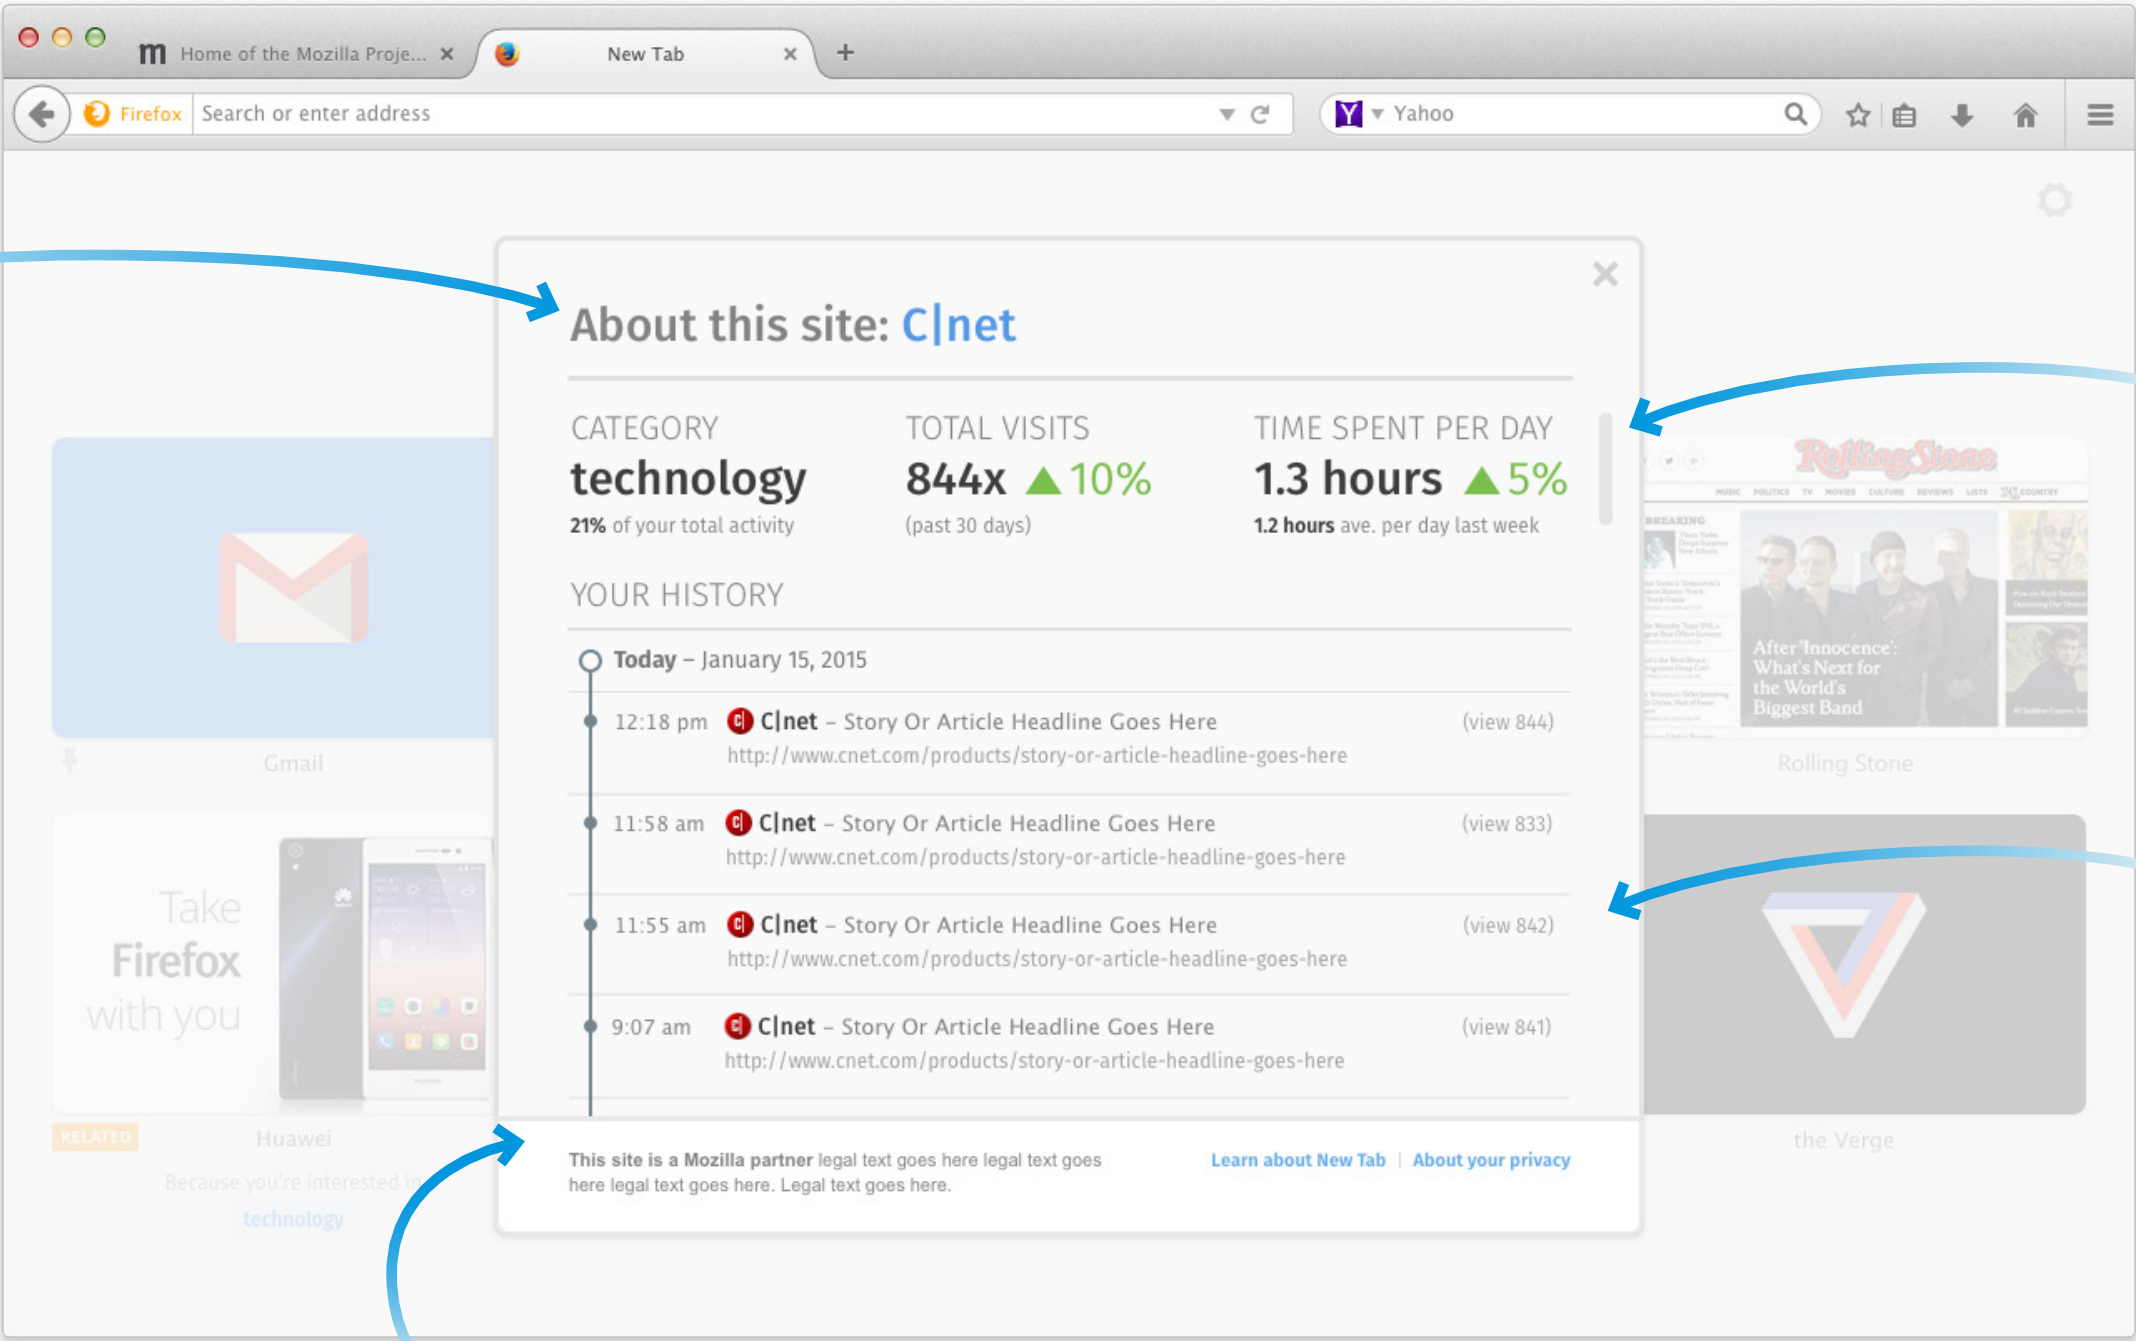 m Home of the Mozilla Proje...
New Tab
Firefox
Search or enter address
Yahoo
About this site: C|net
CATEGORY
technology
21% of your total activity
TOTAL VISITS
844x ▲10%
(past 30 days)
TIME SPENT PER DAY
1.3 hours ▲5%
1.2 hours ave. per day last week
YOUR HISTORY
Today – January 15, 2015
12:18 pm C|net – Story Or Article Headline Goes Here (view 844)
http://www.cnet.com/products/story-or-article-headline-goes-here
11:58 am C|net – Story Or Article Headline Goes Here (view 833)
http://www.cnet.com/products/story-or-article-headline-goes-here
11:55 am C|net – Story Or Article Headline Goes Here (view 842)
http://www.cnet.com/products/story-or-article-headline-goes-here
9:07 am C|net – Story Or Article Headline Goes Here (view 841)
http://www.cnet.com/products/story-or-article-headline-goes-here
This site is a Mozilla partner legal text goes here legal text goes
here legal text goes here. Legal text goes here.
Learn about New Tab | About your privacy
Gmail
Take
Firefox
with you
RELATED
Huawei
Because you're interested in
technology
RollingStone
MUSIC POLITICS TV MOVIES CULTURE REVIEWS LISTS COUNTRY
BREAKING
After 'Innocence':
What's Next for
the World's
Biggest Band
Rolling Stone
the Verge